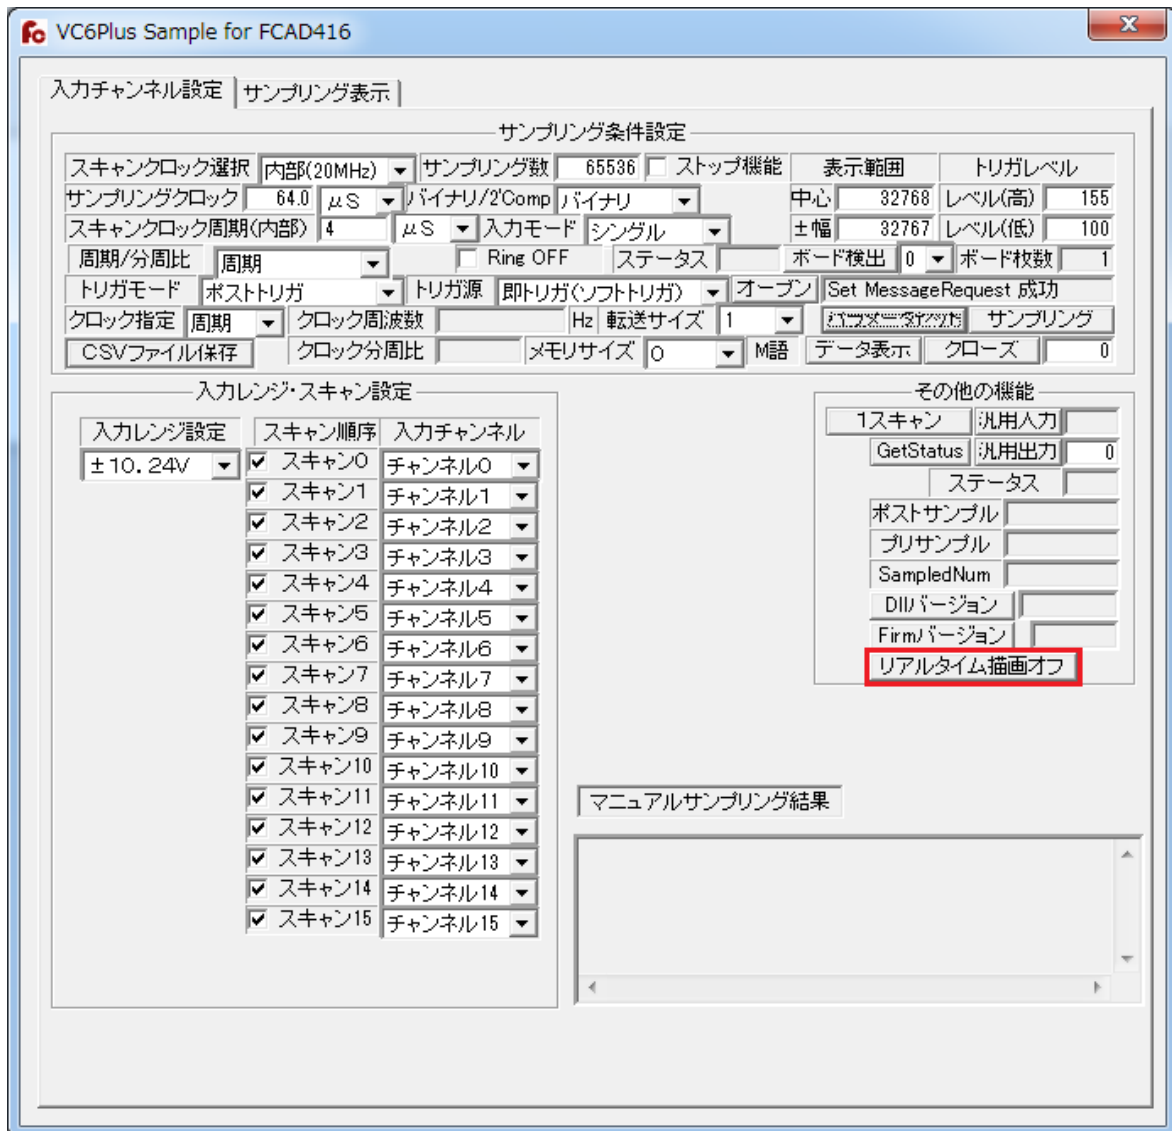 VC6Plus Sample for FCAD416
入力チャンネル設定 サンプリング表示
サンプリング条件設定
スキャンクロック選択 内部(20MHz) サンプリング数 65536 ストップ機能 表示範囲 トリガレベル
サンプリングクロック 64.0 μS バイナリ/2'Comp バイナリ 中心 32768 レベル(高) 155
スキャンクロック周期(内部) 4 μS 入力モード シングル ±幅 32767 レベル(低) 100
周期/分周比 周期 Ring OFF ステータス ボード検出 0 ボード枚数 1
トリガモード ポストトリガ トリガ源 即トリガ(ソフトトリガ) オープン Set MessageRequest 成功
クロック指定 周期 クロック周波数 Hz 転送サイズ 1 サンプリング
CSVファイル保存 クロック分周比 メモリサイズ 0 M語 データ表示 クローズ 0
入力レンジ・スキャン設定
入力レンジ設定 スキャン順序 入力チャンネル
±10.24V スキャン0 チャンネル0
スキャン1 チャンネル1
スキャン2 チャンネル2
スキャン3 チャンネル3
スキャン4 チャンネル4
スキャン5 チャンネル5
スキャン6 チャンネル6
スキャン7 チャンネル7
スキャン8 チャンネル8
スキャン9 チャンネル9
スキャン10 チャンネル10
スキャン11 チャンネル11
スキャン12 チャンネル12
スキャン13 チャンネル13
スキャン14 チャンネル14
スキャン15 チャンネル15
その他の機能
1スキャン 汎用入力
GetStatus 汎用出力 0
ステータス
ポストサンプル
プリサンプル
SampledNum
Dllバージョン
Firmバージョン
リアルタイム描画オフ
マニュアルサンプリング結果